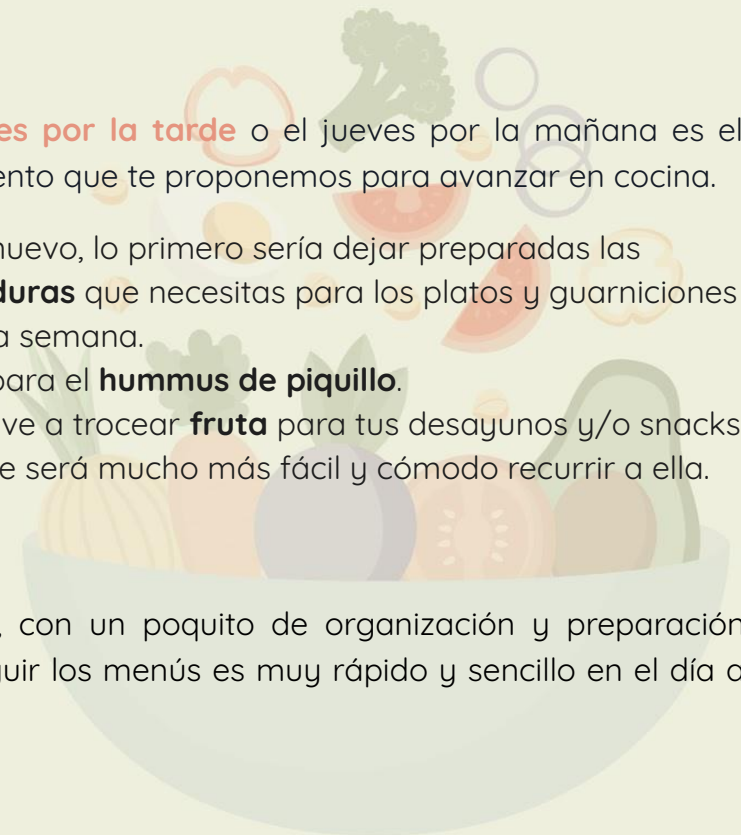 es por la tarde o el jueves por la mañana es el
ento que te proponemos para avanzar en cocina.
nuevo, lo primero sería dejar preparadas las
duras que necesitas para los platos y guarniciones
a semana.
para el hummus de piquillo.
ve a trocear fruta para tus desayunos y/o snacks
e será mucho más fácil y cómodo recurrir a ella.
, con un poquito de organización y preparación
uir los menús es muy rápido y sencillo en el día a